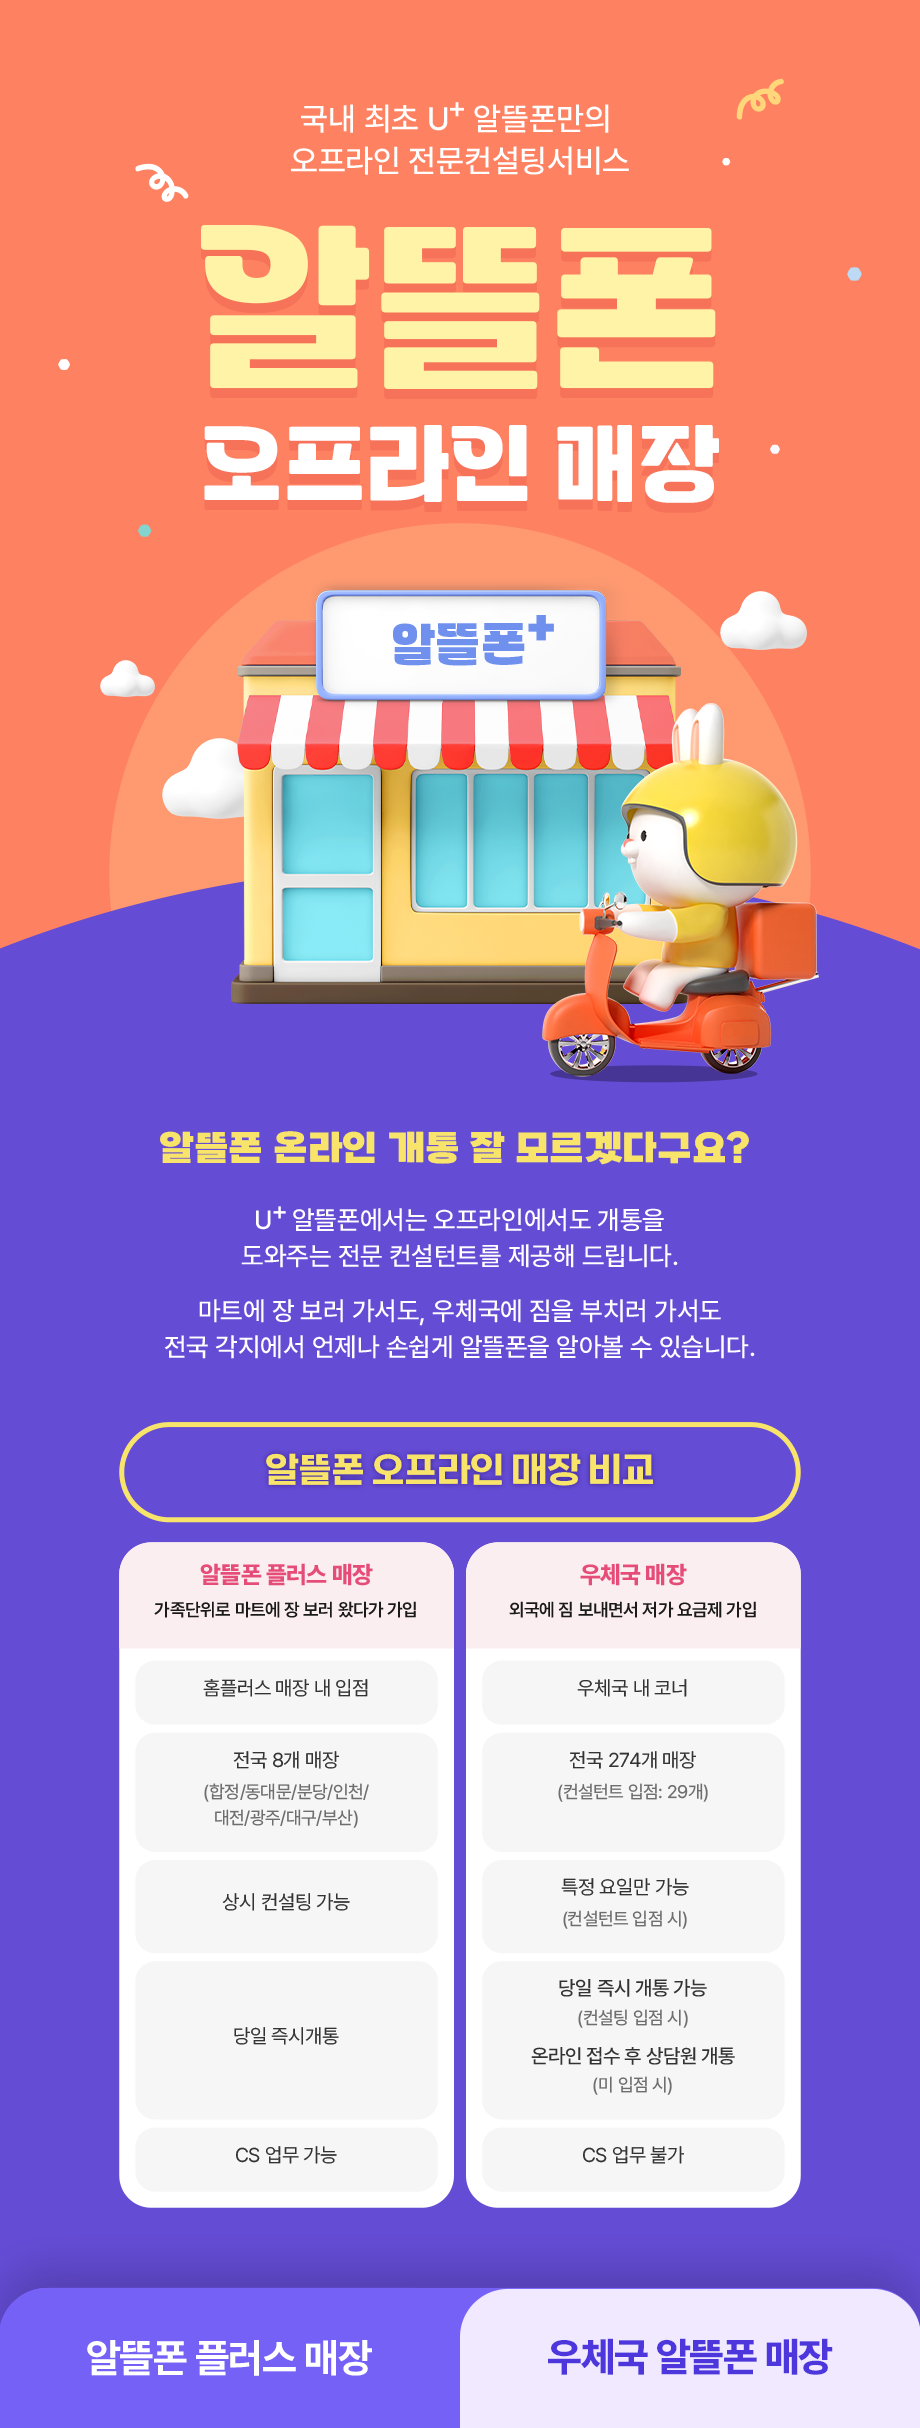 국내 최초 U+ 알뜰폰만의
오프라인 전문컨설팅서비스
알뜰폰
오프라인 매장
알뜰폰+
알뜰폰 온라인 개통 잘 모르겠다구요?
U+ 알뜰폰에서는 오프라인에서도 개통을
도와주는 전문 컨설턴트를 제공해 드립니다.
마트에 장 보러 가서도, 우체국에 짐을 부치러 가서도
전국 각지에서 언제나 손쉽게 알뜰폰을 알아볼 수 있습니다.
알뜰폰 오프라인 매장 비교
알뜰폰 플러스 매장
가족단위로 마트에 장 보러 왔다가 가입
홈플러스 매장 내 입점
전국 8개 매장
(합정/동대문/분당/인천/
대전/광주/대구/부산)
상시 컨설팅 가능
당일 즉시개통
CS 업무 가능
우체국 매장
외국에 짐 보내면서 저가 요금제 가입
우체국 내 코너
전국 274개 매장
(컨설턴트 입점: 29개)
특정 요일만 가능
(컨설턴트 입점 시)
당일 즉시 개통 가능
(컨설팅 입점 시)
온라인 접수 후 상담원 개통
(미 입점 시)
CS 업무 불가
알뜰폰 플러스 매장
우체국 알뜰폰 매장